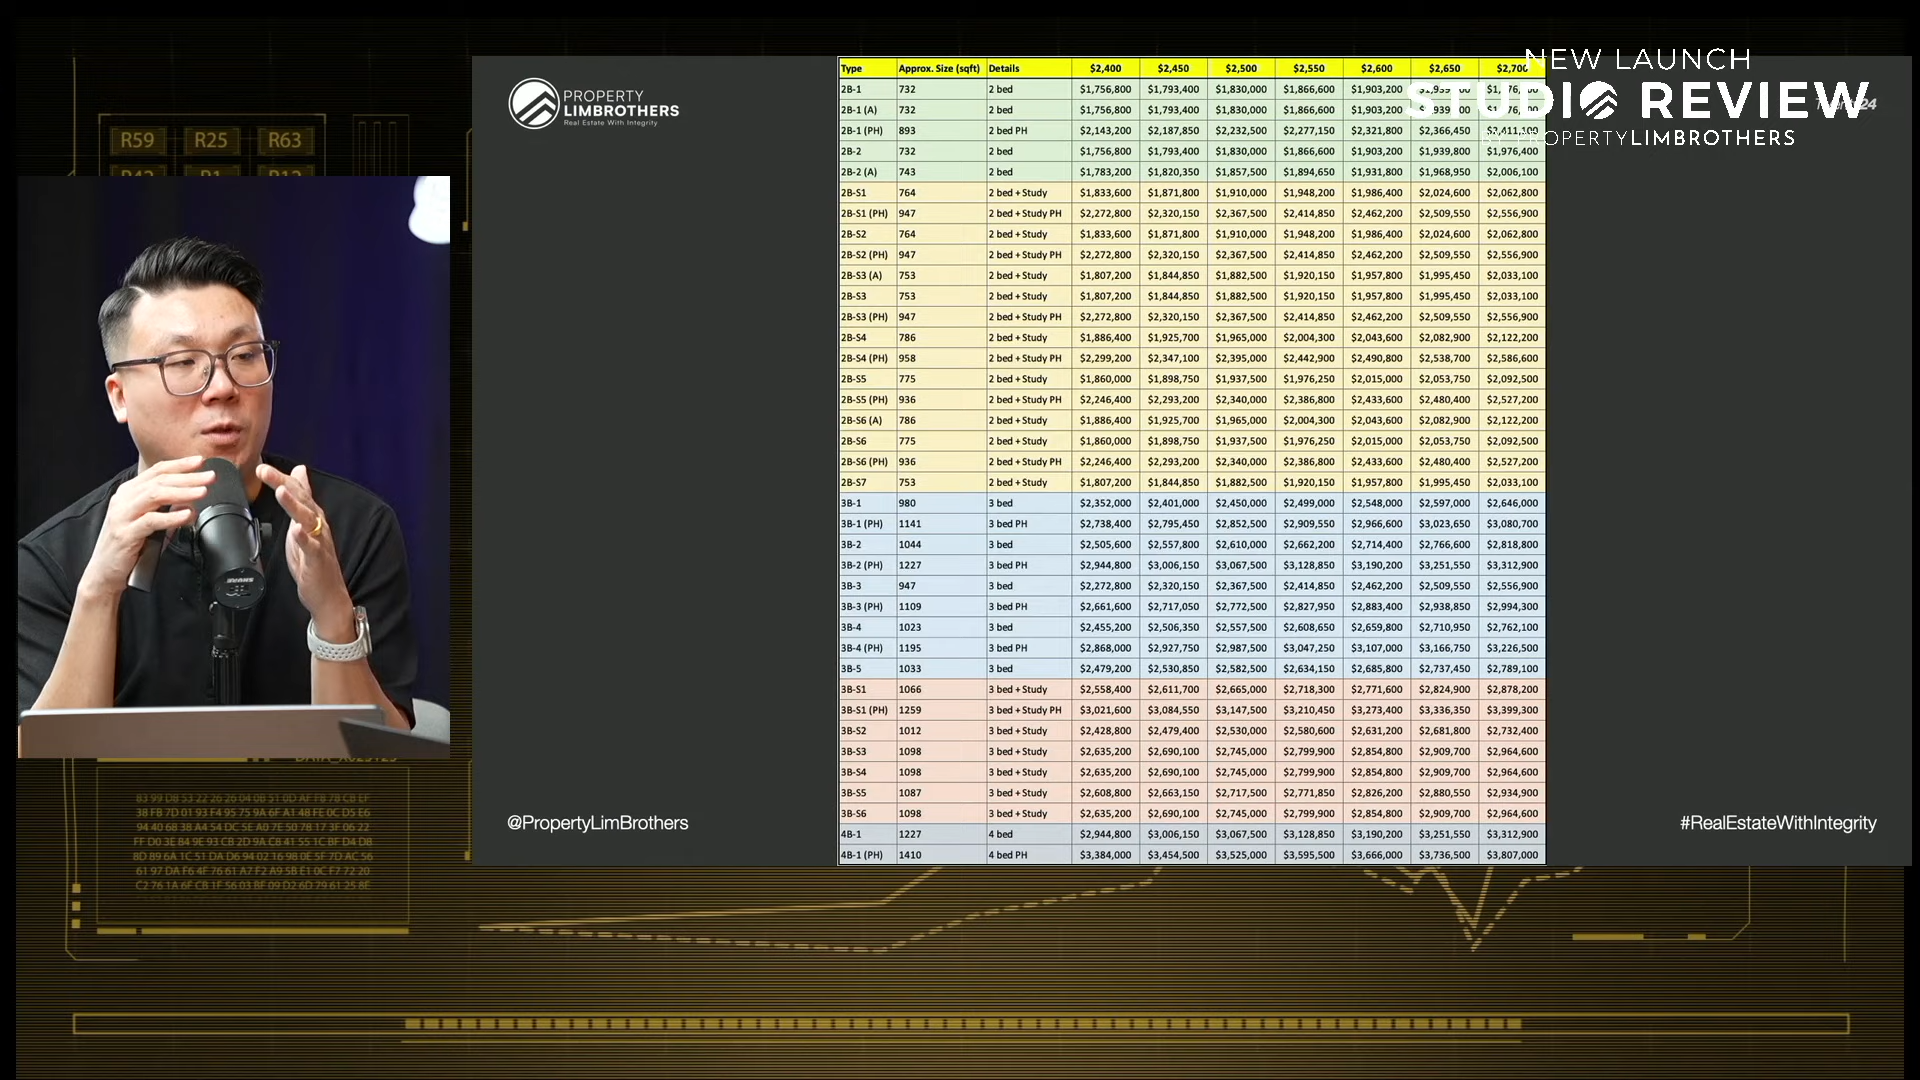 NEW LAUNCH
STUDIO REVIEW
PROPERTYLIMBROTHERS
PROPERTY
LIMBROTHERS
Real Estate With Integrity
R59 R25 R63
Type Approx. Size (sqft) Details $2,400 $2,450 $2,500 $2,550 $2,600 $2,650 $2,700
2B-1 732 2 bed $1,756,800 $1,793,400 $1,830,000 $1,866,600 $1,903,200
2B-1 (A) 732 2 bed $1,756,800 $1,793,400 $1,830,000 $1,866,600 $1,903,200
2B-1 (PH) 893 2 bed PH $2,143,200 $2,187,850 $2,232,500 $2,277,150 $2,321,800 $2,366,450
2B-2 732 2 bed $1,756,800 $1,793,400 $1,830,000 $1,866,600 $1,903,200 $1,939,800 $1,976,400
2B-2 (A) 743 2 bed $1,783,200 $1,820,350 $1,857,500 $1,894,650 $1,931,800 $1,968,950 $2,006,100
2B-S1 764 2 bed + Study $1,833,600 $1,871,800 $1,910,000 $1,948,200 $1,986,400 $2,024,600 $2,062,800
2B-S1 (PH) 947 2 bed + Study PH $2,272,800 $2,320,150 $2,367,500 $2,414,850 $2,462,200 $2,509,550 $2,556,900
2B-S2 764 2 bed + Study $1,833,600 $1,871,800 $1,910,000 $1,948,200 $1,986,400 $2,024,600 $2,062,800
2B-S2 (PH) 947 2 bed + Study PH $2,272,800 $2,320,150 $2,367,500 $2,414,850 $2,462,200 $2,509,550 $2,556,900
2B-S3 (A) 753 2 bed + Study $1,807,200 $1,844,850 $1,882,500 $1,920,150 $1,957,800 $1,995,450 $2,033,100
2B-S3 753 2 bed + Study $1,807,200 $1,844,850 $1,882,500 $1,920,150 $1,957,800 $1,995,450 $2,033,100
2B-S3 (PH) 947 2 bed + Study PH $2,272,800 $2,320,150 $2,367,500 $2,414,850 $2,462,200 $2,509,550 $2,556,900
2B-S4 786 2 bed + Study $1,886,400 $1,925,700 $1,965,000 $2,004,300 $2,043,600 $2,082,900 $2,122,200
2B-S4 (PH) 958 2 bed + Study PH $2,299,200 $2,347,100 $2,395,000 $2,442,900 $2,490,800 $2,538,700 $2,586,600
2B-S5 775 2 bed + Study $1,860,000 $1,898,750 $1,937,500 $1,976,250 $2,015,000 $2,053,750 $2,092,500
2B-S5 (PH) 936 2 bed + Study PH $2,246,400 $2,293,200 $2,340,000 $2,386,800 $2,433,600 $2,480,400 $2,527,200
2B-S6 (A) 786 2 bed + Study $1,886,400 $1,925,700 $1,965,000 $2,004,300 $2,043,600 $2,082,900 $2,122,200
2B-S6 775 2 bed + Study $1,860,000 $1,898,750 $1,937,500 $1,976,250 $2,015,000 $2,053,750 $2,092,500
2B-S6 (PH) 936 2 bed + Study PH $2,246,400 $2,293,200 $2,340,000 $2,386,800 $2,433,600 $2,480,400 $2,527,200
2B-S7 753 2 bed + Study $1,807,200 $1,844,850 $1,882,500 $1,920,150 $1,957,800 $1,995,450 $2,033,100
3B-1 980 3 bed $2,352,000 $2,401,000 $2,450,000 $2,499,000 $2,548,000 $2,597,000 $2,646,000
3B-1 (PH) 1141 3 bed PH $2,738,400 $2,795,450 $2,852,500 $2,909,550 $2,966,600 $3,023,650 $3,080,700
3B-2 1044 3 bed $2,505,600 $2,557,800 $2,610,000 $2,662,200 $2,714,400 $2,766,600 $2,818,800
3B-2 (PH) 1227 3 bed PH $2,944,800 $3,006,150 $3,067,500 $3,128,850 $3,190,200 $3,251,550 $3,312,900
3B-3 947 3 bed $2,272,800 $2,320,150 $2,367,500 $2,414,850 $2,462,200 $2,509,550 $2,556,900
3B-3 (PH) 1109 3 bed PH $2,661,600 $2,717,050 $2,772,500 $2,827,950 $2,883,400 $2,938,850 $2,994,300
3B-4 1023 3 bed $2,455,200 $2,506,350 $2,557,500 $2,608,650 $2,659,800 $2,710,950 $2,762,100
3B-4 (PH) 1195 3 bed PH $2,868,000 $2,927,750 $2,987,500 $3,047,250 $3,107,000 $3,166,750 $3,226,500
3B-5 1033 3 bed $2,479,200 $2,530,850 $2,582,500 $2,634,150 $2,685,800 $2,737,450 $2,789,100
3B-S1 1066 3 bed + Study $2,558,400 $2,611,700 $2,665,000 $2,718,300 $2,771,600 $2,824,900 $2,878,200
3B-S1 (PH) 1259 3 bed + Study PH $3,021,600 $3,084,550 $3,147,500 $3,210,450 $3,273,400 $3,336,350 $3,399,300
3B-S2 1012 3 bed + Study $2,428,800 $2,479,400 $2,530,000 $2,580,600 $2,631,200 $2,681,800 $2,732,400
3B-S3 1098 3 bed + Study $2,635,200 $2,690,100 $2,745,000 $2,799,900 $2,854,800 $2,909,700 $2,964,600
3B-S4 1098 3 bed + Study $2,635,200 $2,690,100 $2,745,000 $2,799,900 $2,854,800 $2,909,700 $2,964,600
3B-S5 1087 3 bed + Study $2,608,800 $2,663,150 $2,717,500 $2,771,850 $2,826,200 $2,880,550 $2,934,900
3B-S6 1098 3 bed + Study $2,635,200 $2,690,100 $2,745,000 $2,799,900 $2,854,800 $2,909,700 $2,964,600
4B-1 1227 4 bed $2,944,800 $3,006,150 $3,067,500 $3,128,850 $3,190,200 $3,251,550 $3,312,900
4B-1 (PH) 1410 4 bed PH $3,384,000 $3,454,500 $3,525,000 $3,595,500 $3,666,000 $3,736,500 $3,807,000
@PropertyLimBrothers
#RealEstateWithIntegrity